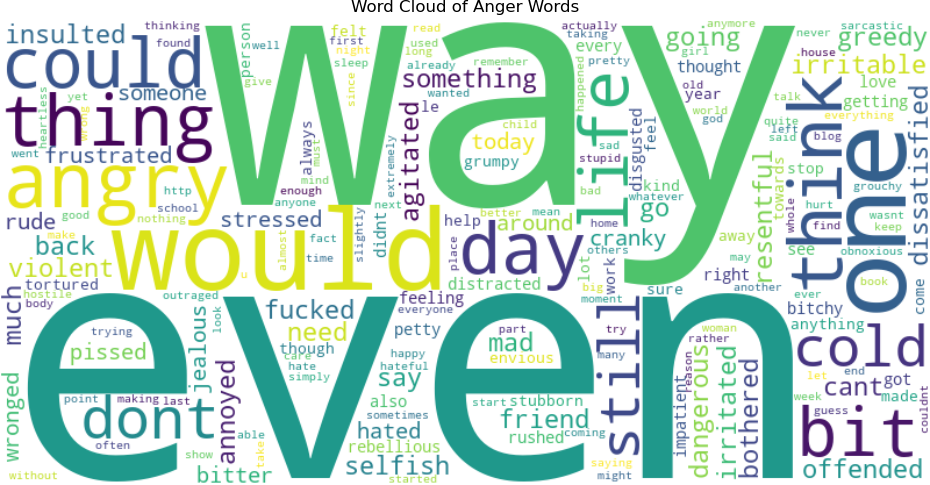 Word Cloud of Anger Words
insulted
thinking
found
well
person
give
way
felt
read
actually
taking
anymore
never
sarcastic
could
first
used
long
every
going
girl
house
greedy
night
sleep
already
remember
pretty
thought
irritable
someone
since
wanted
something
happened
life
old
year
love
thing
heartless
yet
wrong
agitated
le
child
today
grumpy
sad
stupid
disgusted
feel
world
god
talk
quite
left
said
everything
getting
think
blog
one
dissatisfied
went
frustrated
always
must
mind
extremely
bad
kind
whatever
resentful
towards
stop
grouchy
angry
http
school
enough
anyone
next
better
mean
go
whole
hurt
find
wasnt
keep
rude
good
nothing
stressed
didnt
help
around
home
cranky
others
away
see
obnoxious
make
back
would
almost
fact
time
slightly
place
day
lot
work
may
right
book
violent
u
distracted
big
moment
sure
another
ever
come
tortured
hostile
body
outraged
look
feeling
everyone
bitchy
much
even
fucked
need
petty
part
try
still
woman
rather
anything
trying
jealous
though
care
hate
simply
happy
hateful
mad
envious
many
reason
cold
pissed
annoyed
say
dangerous
irritated
bothered
impatient
let
end
cant
got
wronged
point
making
last
dont
also
sometimes
start
stubborn
friend
week
made
couldnt
often
able
hated
rebellious
rushed
coming
guess
bit
show
take
selfish
saying
might
without
bitter
started
offended